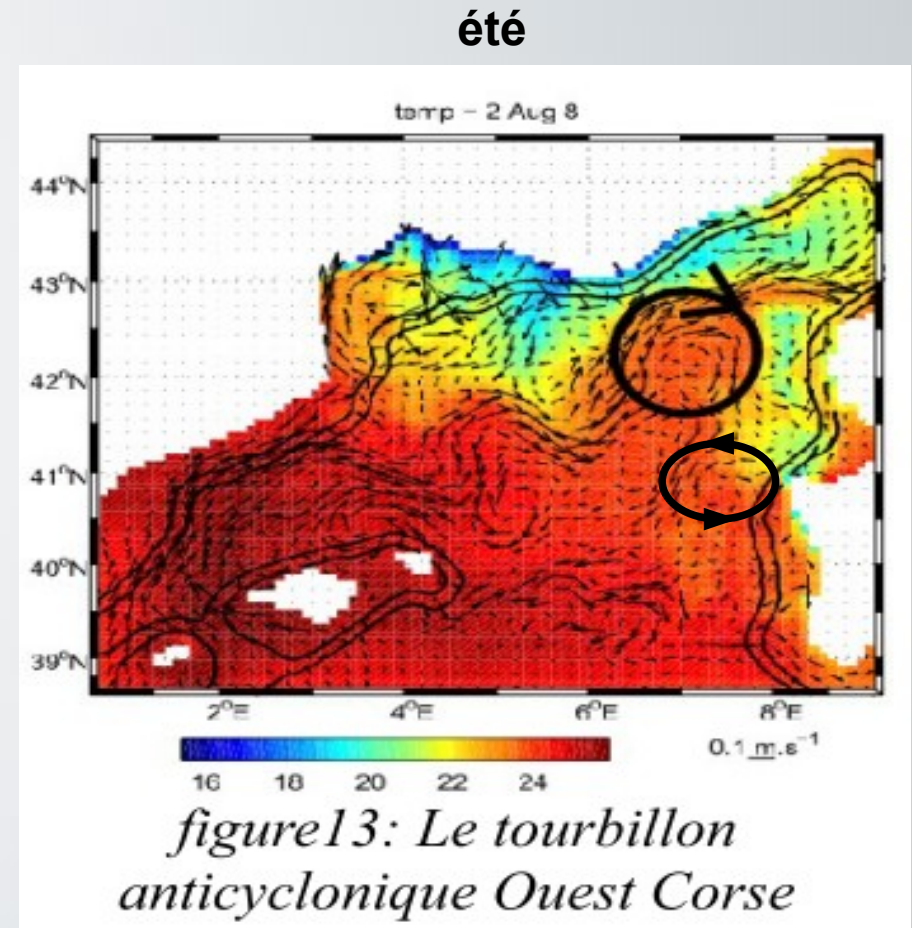 été
temp - 2 Aug 8
44°N
43°N
42°N
41°N
40°N
39°N
2°E 4°E 6°E 8°E
0.1 m.s⁻¹
16 18 20 22 24
figure13: Le tourbillon
anticyclonique Ouest Corse